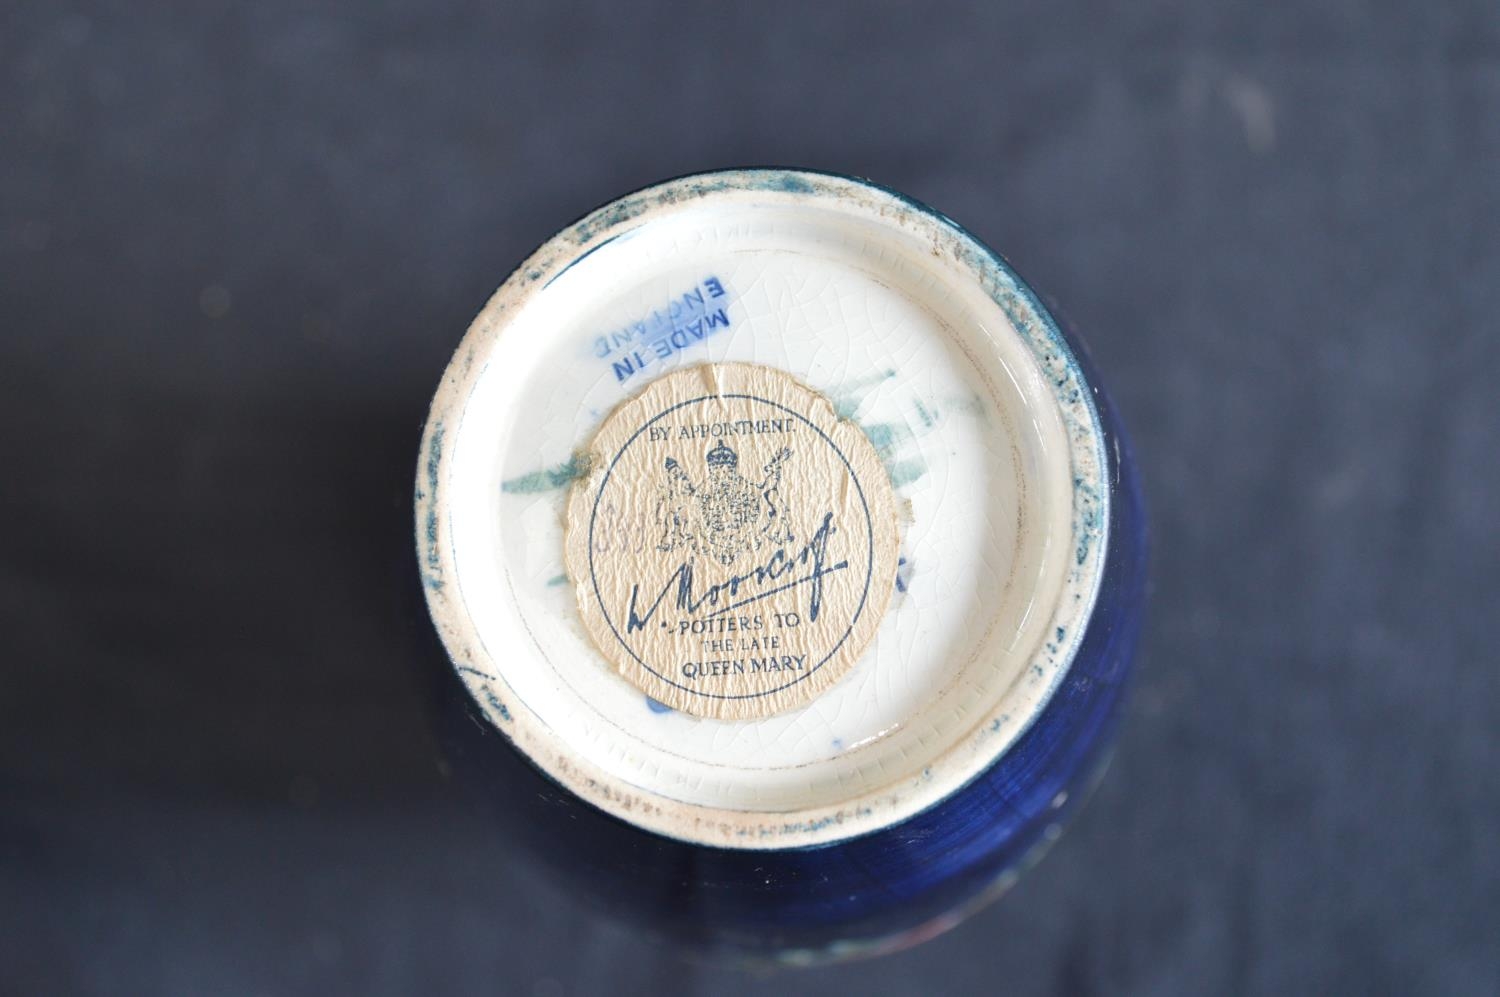 MADE IN
ENGLAND
BY APPOINTMENT.
W. Moorcroft
POTTERS TO
THE LATE
QUEEN MARY